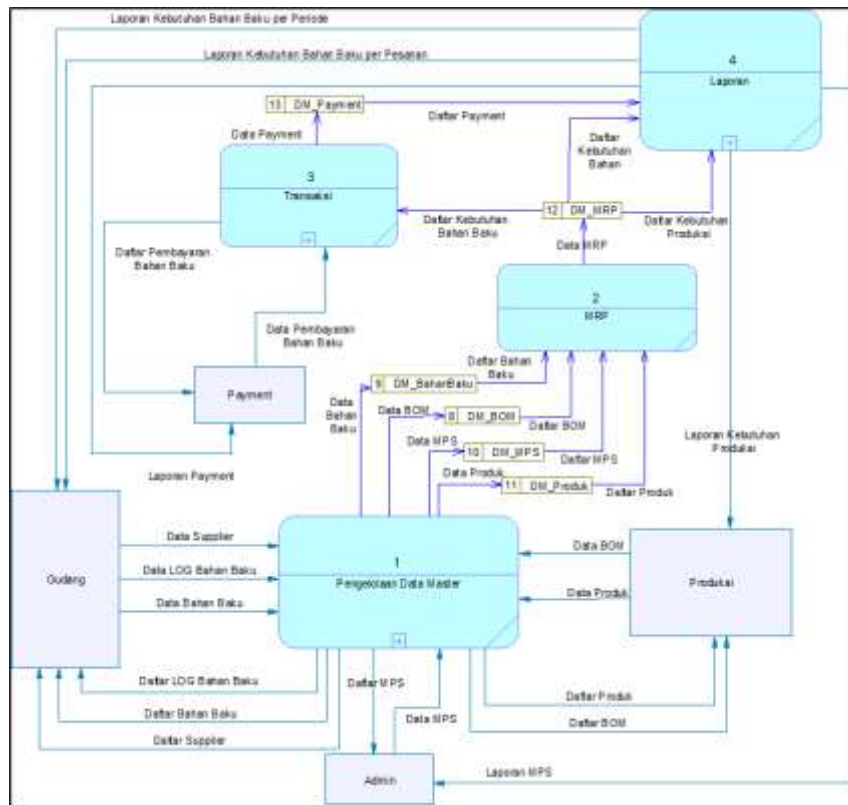 Laporan Kebutuhan Bahan Baku per Periode
Laporan Kebutuhan Bahan Baku per Pesanan
4
Laporan
13 DM_Payment
Daftar Payment
Data Payment
Daftar
Kebutuhan
Bahan
3
Transaksi
12 DM_MRP
Daftar Kebutuhan
Bahan Baku
Daftar Kebutuhan
Produksi
Data MRP
Daftar Pembayaran
Bahan Baku
2
MRP
Data Pembayaran
Bahan Baku
Daftar Bahan
Baku
9 DM_BahanBaku
Payment
Data
Bahan
Baku
Data BOM
8 DM_BOM
Daftar BOM
Data MPS
10 DM_MPS
Daftar MPS
Laporan Kebutuhan
Produksi
Laporan Payment
Data Produk
11 DM_Produk
Daftar Produk
Data Supplier
1
Pengelolaan Data Master
Data BOM
Gudang
Data LOG Bahan Baku
Produksi
Data Bahan Baku
Data Produk
Daftar LOG Bahan Baku
Daftar MPS
Daftar Produk
Daftar Bahan Baku
Data MPS
Daftar BOM
Daftar Supplier
Admin
Laporan MPS